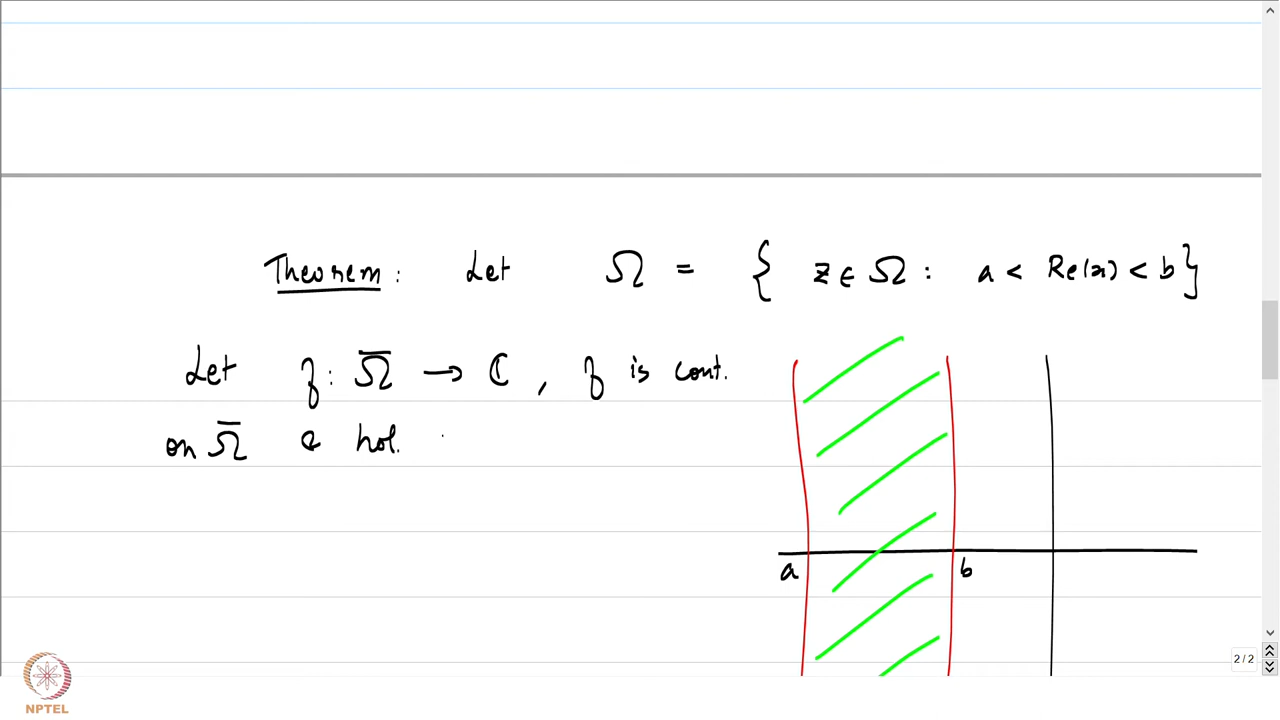 Theorem: Let Ω = { z ∈ Ω : a < Re(z) < b }
Let f : Ω̅ → ℂ , f is cont.
on Ω̅ & hol.
a b
2 / 2
NPTEL